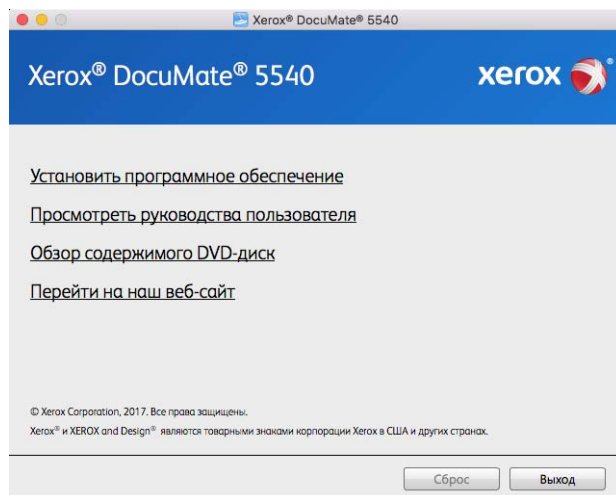 Xerox® DocuMate® 5540
Xerox® DocuMate® 5540
xerox®
Установить программное обеспечение
Просмотреть руководства пользователя
Обзор содержимого DVD-диск
Перейти на наш веб-сайт
© Xerox Corporation, 2017. Все права защищены.
Xerox® и XEROX and Design® являются товарными знаками корпорации Xerox в США и других странах.
Сброс
Выход